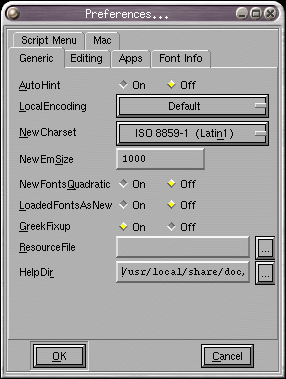 Preferences...
Script Menu Mac
Generic Editing Apps Font Info
AutoHint On Off
LocalEncoding Default
NewCharset ISO 8859-1 (Latin1)
NewEmSize 1000
NewFontsQuadratic On Off
LoadedFontsAsNew On Off
GreekFixup On Off
ResourceFile ...
HelpDir /usr/local/share/doc, ...
OK Cancel